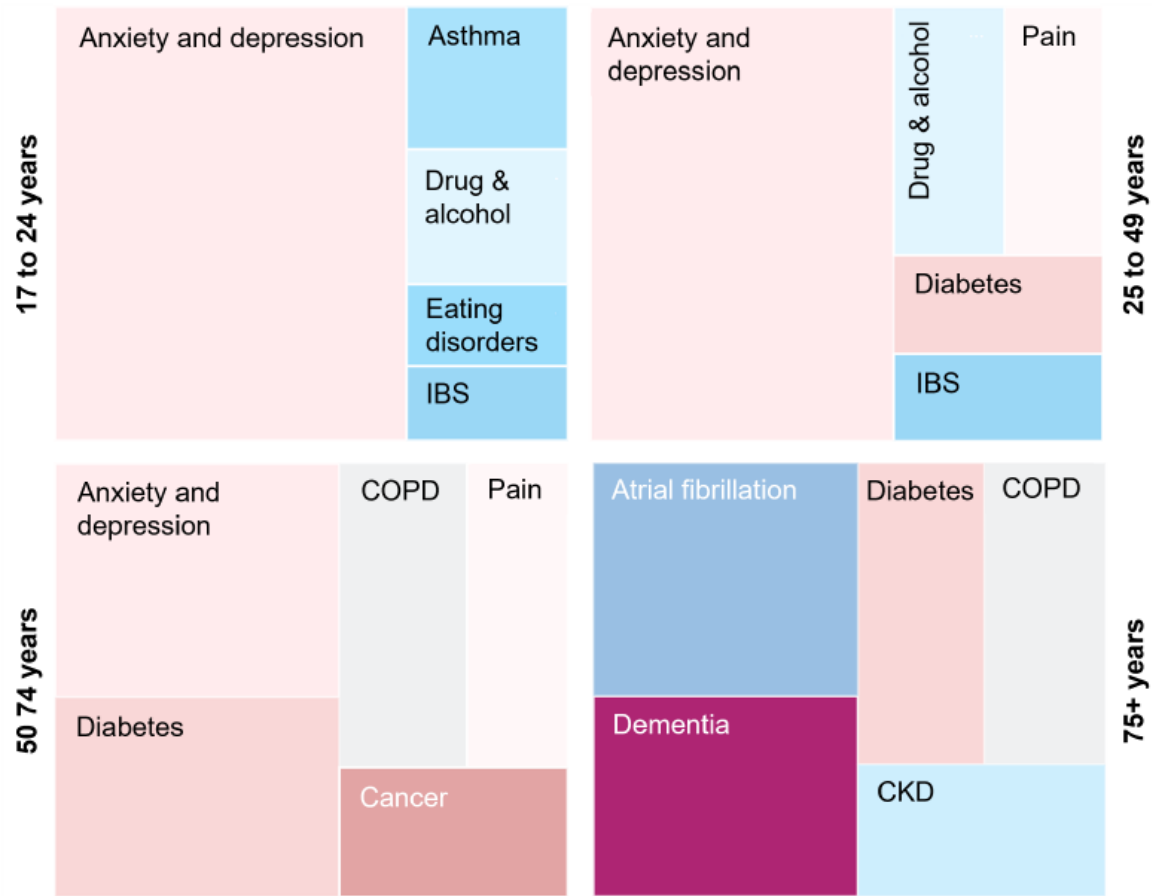 17 to 24 years
Anxiety and depression
Asthma
Drug &
alcohol
Eating
disorders
IBS
Anxiety and
depression
Drug & alcohol
Pain
Diabetes
IBS
25 to 49 years
50 74 years
Anxiety and
depression
COPD
Pain
Diabetes
Cancer
Atrial fibrillation
Diabetes
COPD
Dementia
CKD
75+ years